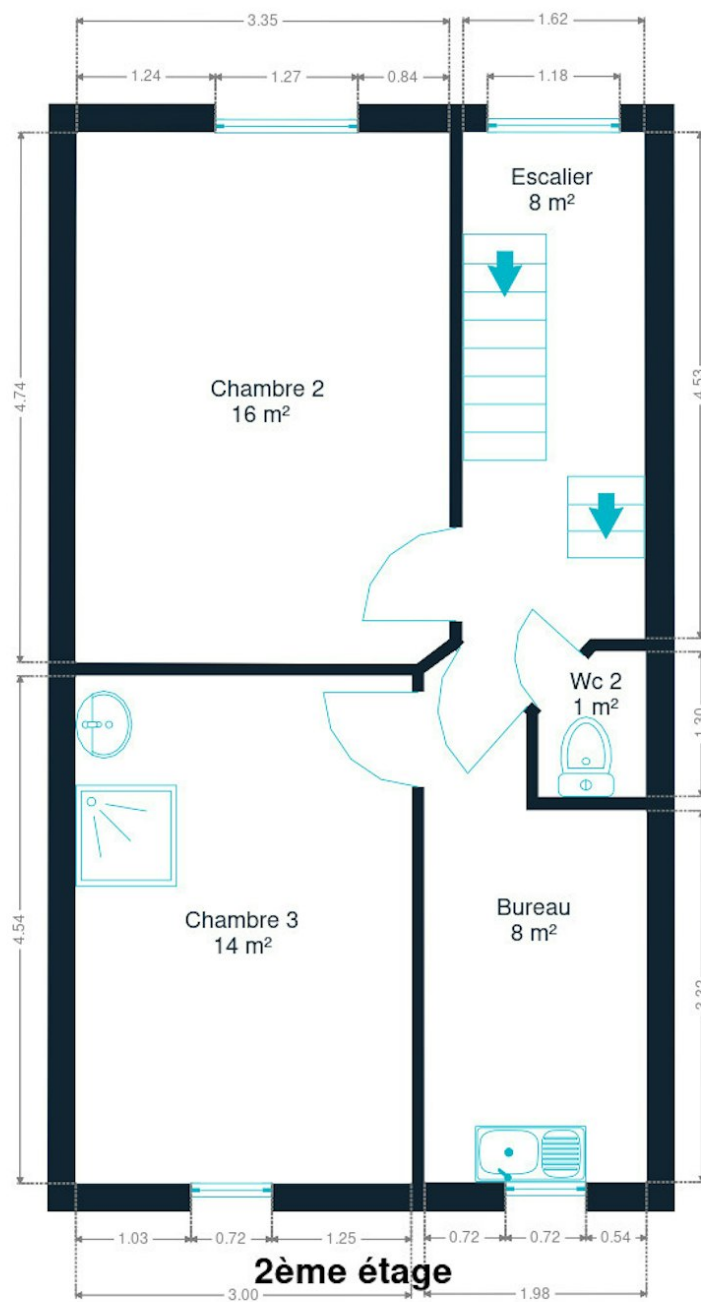 3.35
1.62
1.24
1.27
0.84
1.18
Escalier
8 m²
4.74
4.53
Chambre 2
16 m²
Wc 2
1 m²
1.30
Chambre 3
14 m²
4.54
Bureau
8 m²
1.03
0.72
1.25
0.72
0.72
0.54
2ème étage
3.00
1.98